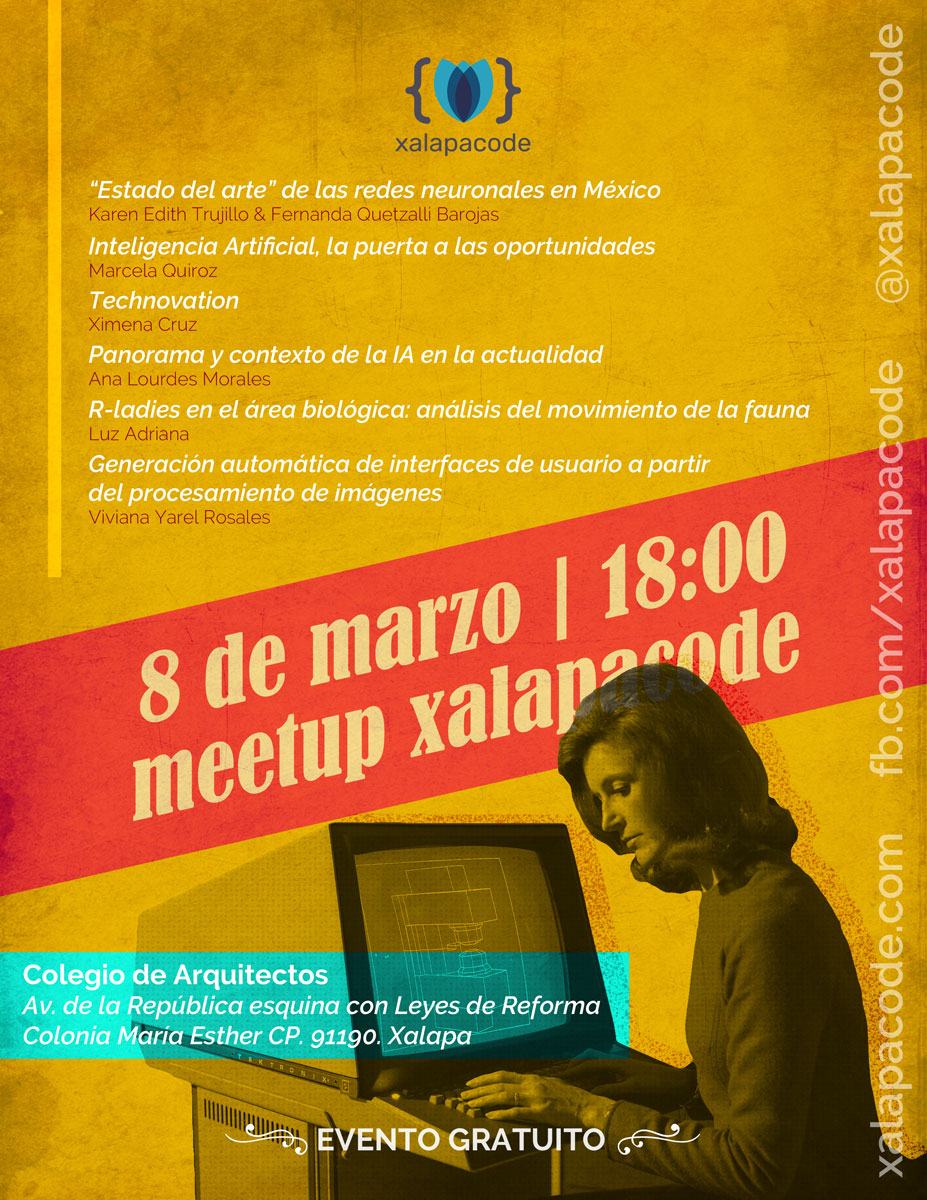 xalapacode
“Estado del arte” de las redes neuronales en México
Karen Edith Trujillo & Fernanda Quetzalli Barojas
Inteligencia Artificial, la puerta a las oportunidades
Marcela Quiroz
Technovation
Ximena Cruz
Panorama y contexto de la IA en la actualidad
Ana Lourdes Morales
R-ladies en el área biológica: análisis del movimiento de la fauna
Luz Adriana
Generación automática de interfaces de usuario a partir
del procesamiento de imágenes
Viviana Yarel Rosales
8 de marzo | 18:00
meetup xalapacode
Colegio de Arquitectos
Av. de la República esquina con Leyes de Reforma
Colonia María Esther CP. 91190. Xalapa
TEKTRONIX
EVENTO GRATUITO
xalapacode.com fb.com/xalapacode @xalapacode